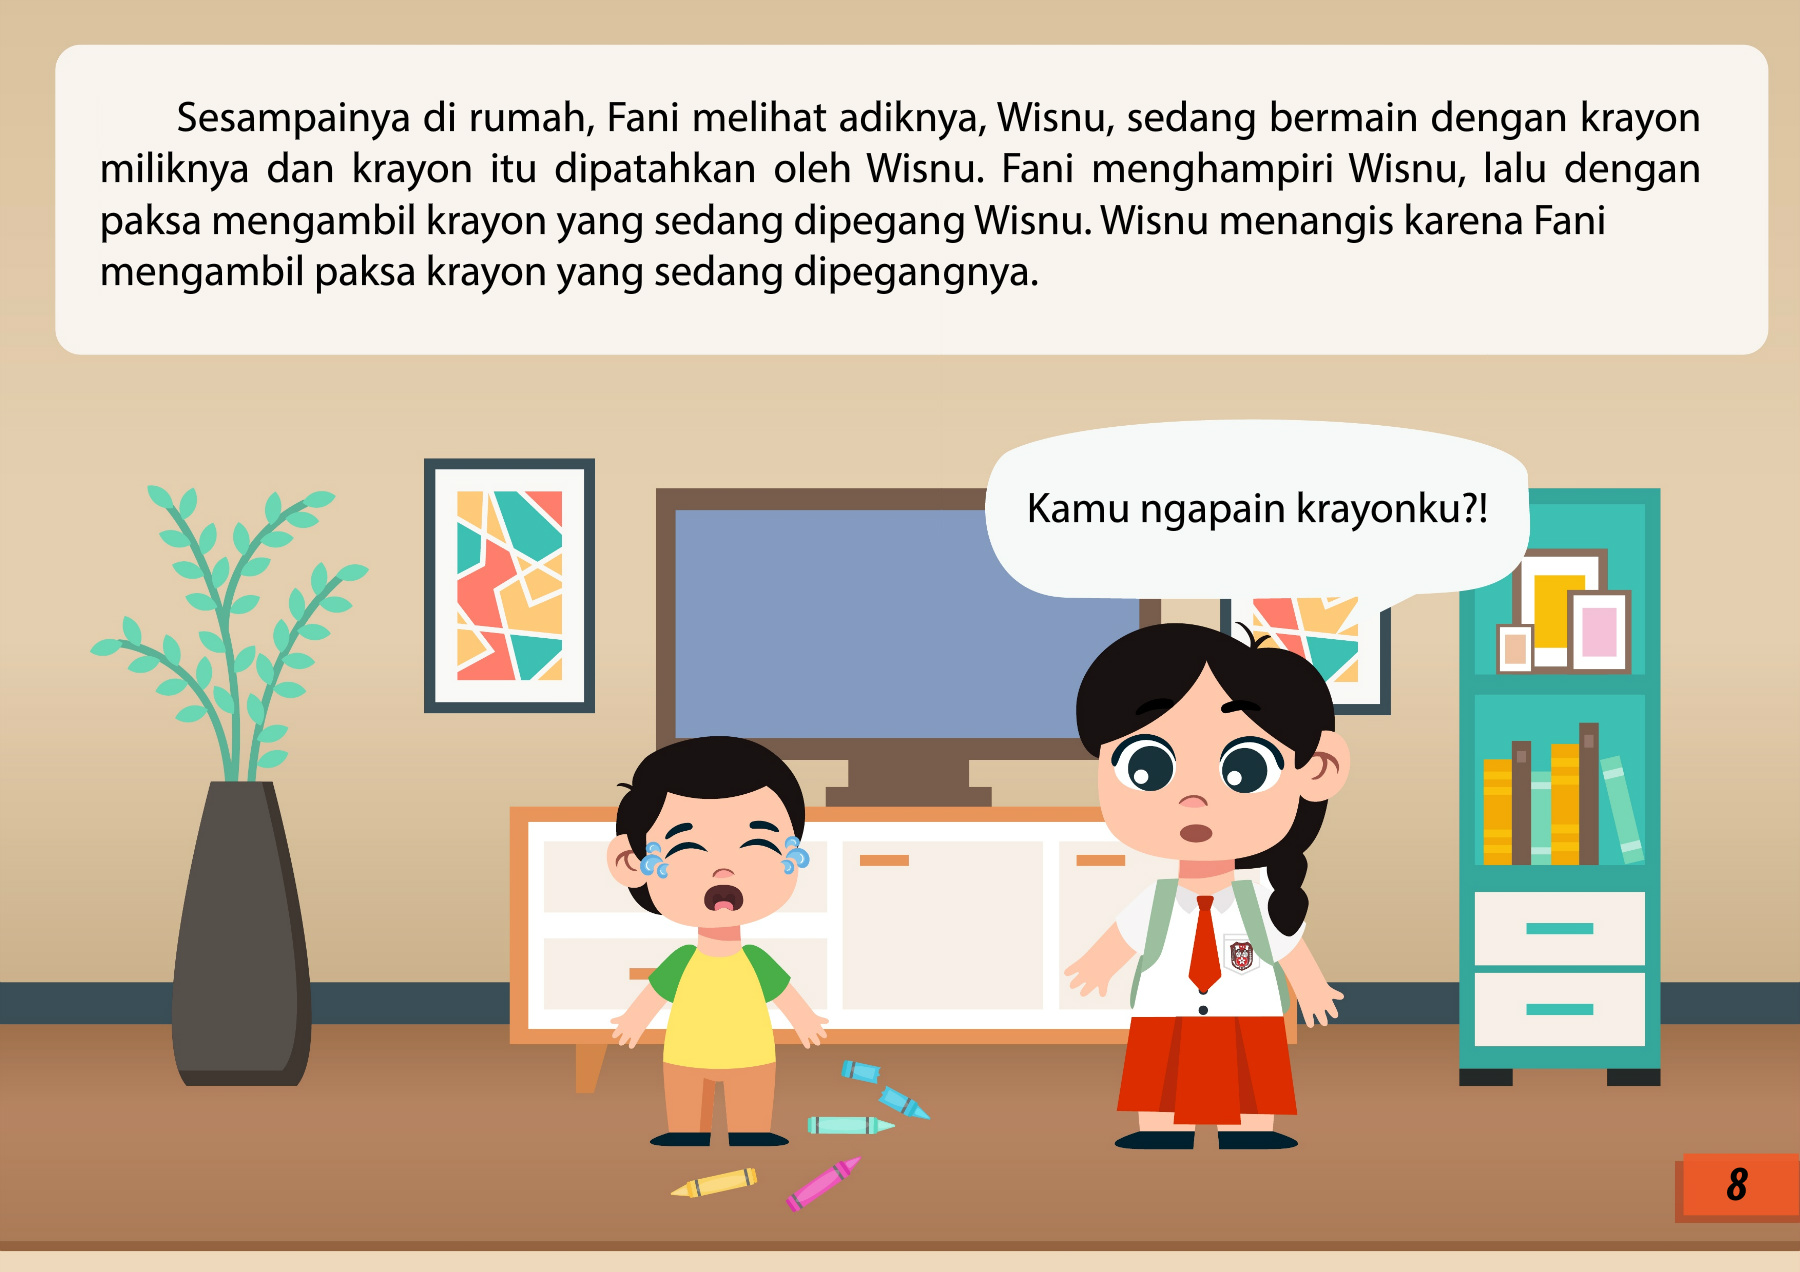 Sesampainya di rumah, Fani melihat adiknya, Wisnu, sedang bermain dengan krayon
miliknya dan krayon itu dipatahkan oleh Wisnu. Fani menghampiri Wisnu, lalu dengan
paksa mengambil krayon yang sedang dipegang Wisnu. Wisnu menangis karena Fani
mengambil paksa krayon yang sedang dipegangnya.
Kamu ngapain krayonku?!
8